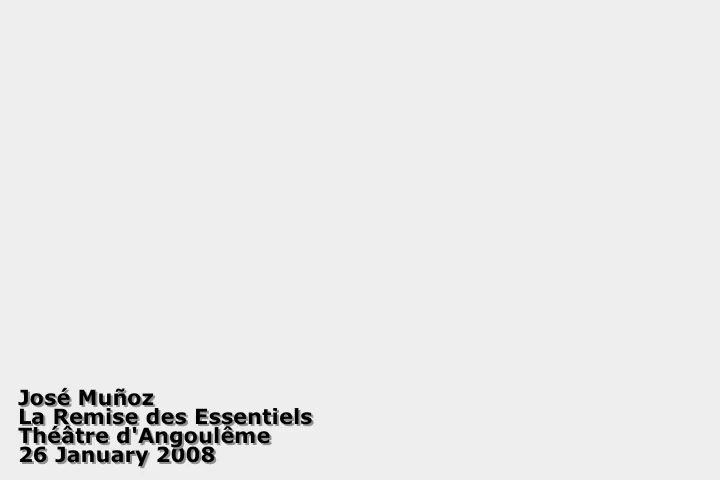 José Muñoz
La Remise des Essentiels
Théâtre d'Angoulême
26 January 2008